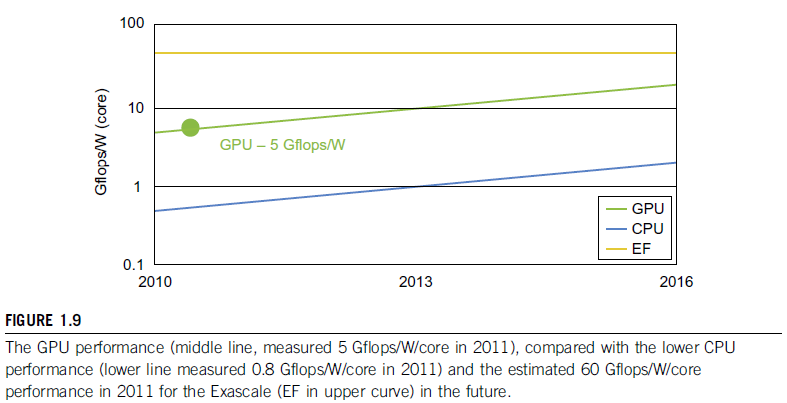 100
10
1
0.1
Gflops/W (core)
GPU – 5 Gflops/W
GPU
CPU
EF
2010
2013
2016
FIGURE 1.9
The GPU performance (middle line, measured 5 Gflops/W/core in 2011), compared with the lower CPU
performance (lower line measured 0.8 Gflops/W/core in 2011) and the estimated 60 Gflops/W/core
performance in 2011 for the Exascale (EF in upper curve) in the future.